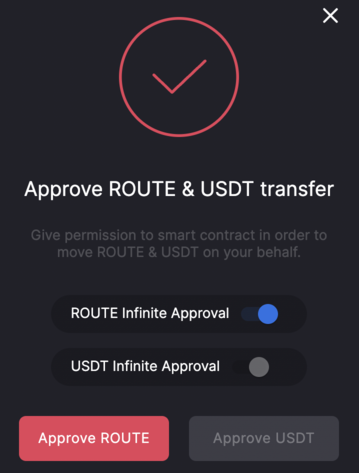 Approve ROUTE & USDT transfer
Give permission to smart contract in order to
move ROUTE & USDT on your behalf.
ROUTE Infinite Approval
USDT Infinite Approval
Approve ROUTE
Approve USDT